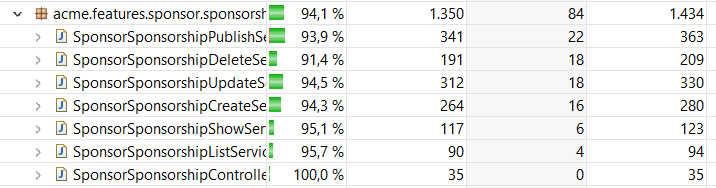 acme.features.sponsor.sponsorsh 94,1 % 1.350 84 1.434
SponsorSponsorshipPublishSe 93,9 % 341 22 363
SponsorSponsorshipDeleteSe 91,4 % 191 18 209
SponsorSponsorshipUpdateS 94,5 % 312 18 330
SponsorSponsorshipCreateSe 94,3 % 264 16 280
SponsorSponsorshipShowSer 95,1 % 117 6 123
SponsorSponsorshipListServic 95,7 % 90 4 94
SponsorSponsorshipControlle 100,0 % 35 0 35